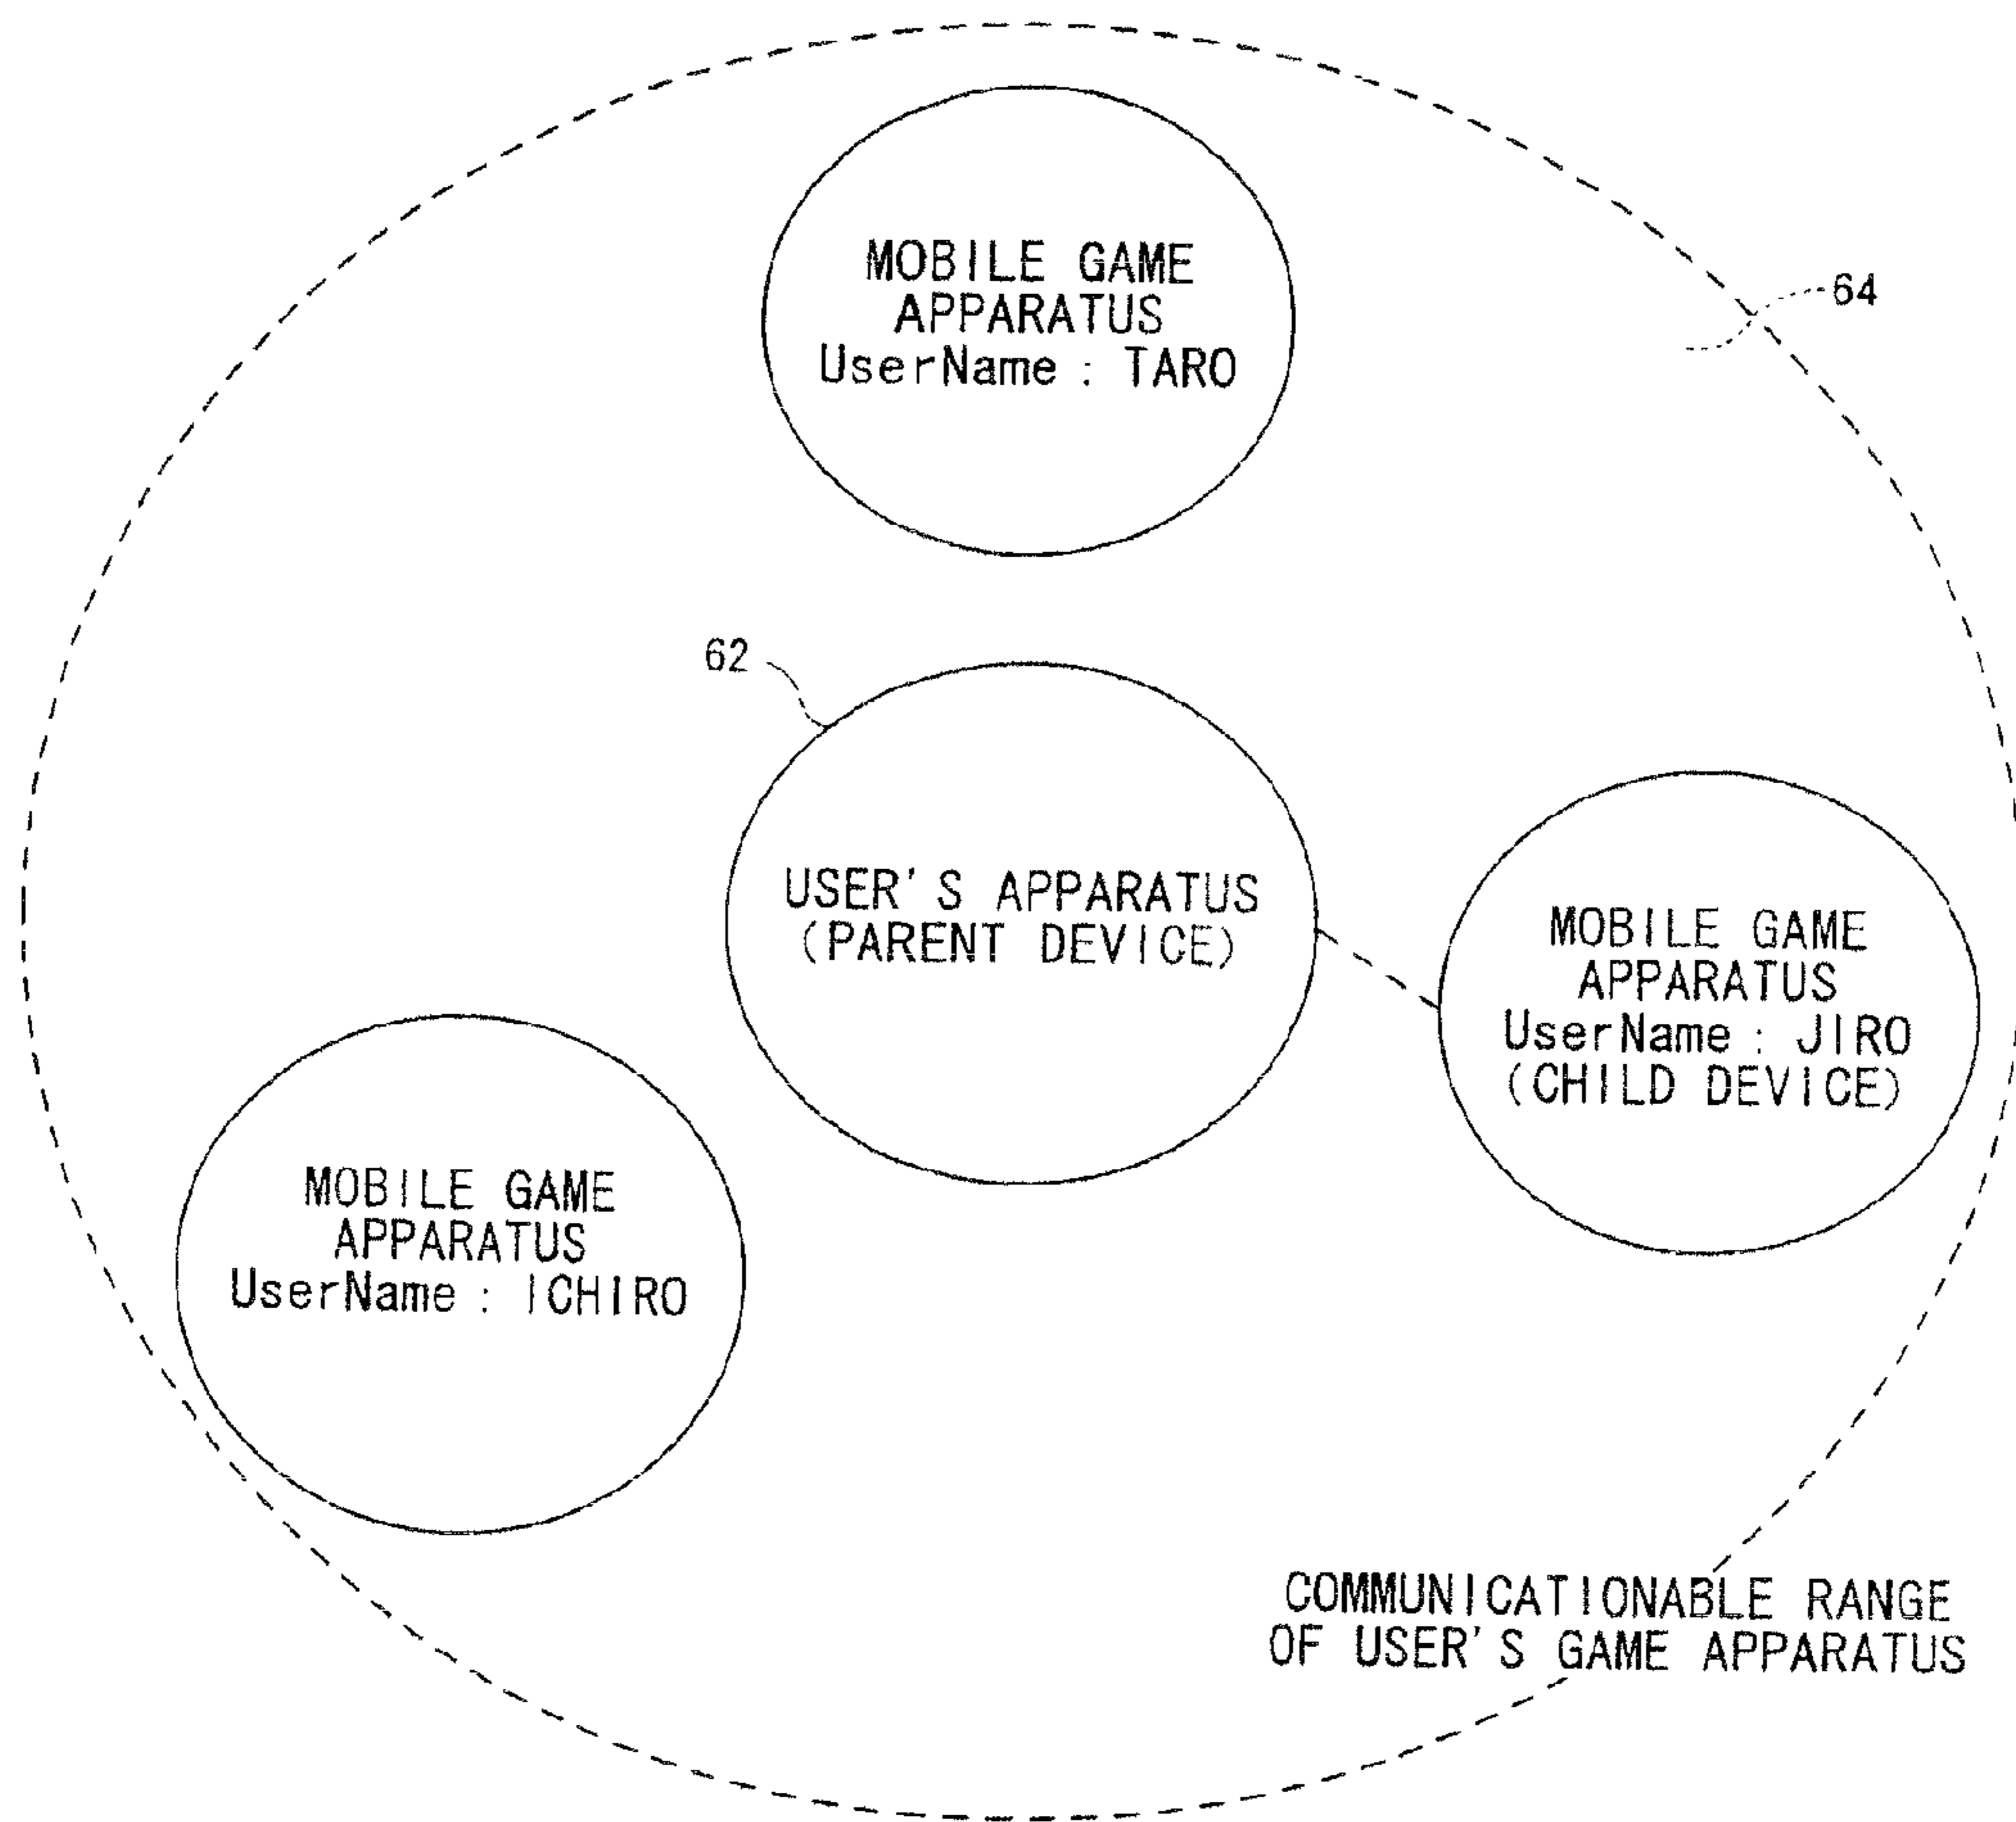 MOBILE GAME
APPARATUS
UserName : TARO
64
62
USER'S APPARATUS
(PARENT DEVICE)
MOBILE GAME
APPARATUS
UserName : JIRO
(CHILD DEVICE)
MOBILE GAME
APPARATUS
UserName : ICHIRO
COMMUNICATIONABLE RANGE
OF USER'S GAME APPARATUS